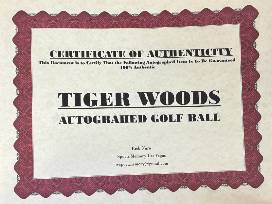 CERTIFICATE OF AUTHENTICITY
This Document is to Certify That the Following Autographed Item Is to Be Guaranteed
100% Authentic
TIGER WOODS
AUTOGRAHED GOLF BALL